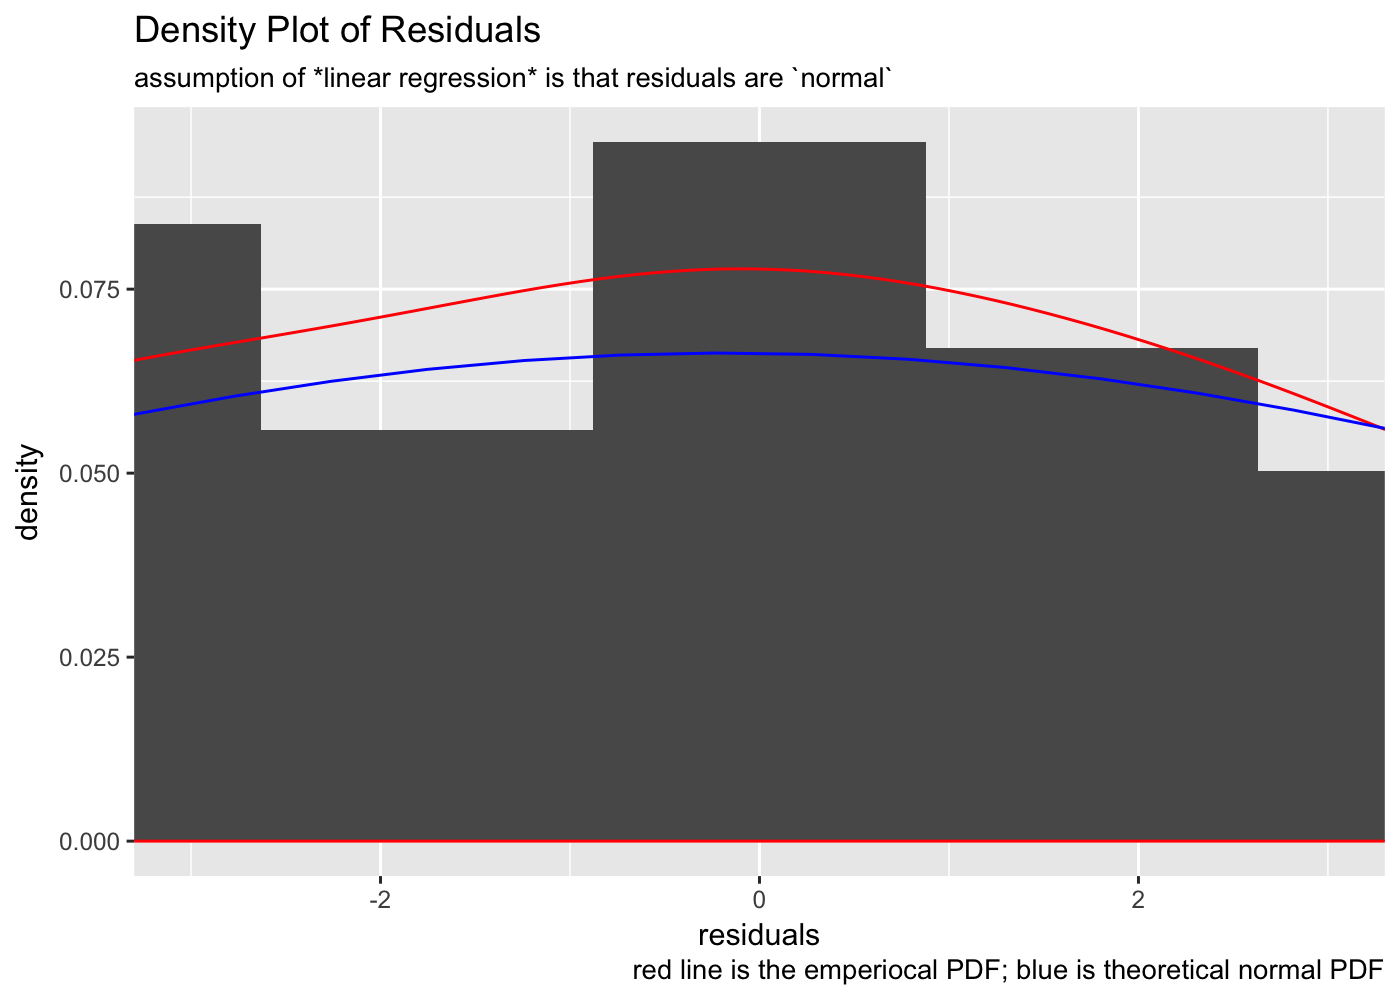 Density Plot of Residuals
assumption of *linear regression* is that residuals are `normal`
0.075
0.050
0.025
0.000
density
-2
0
2
residuals
red line is the emperiocal PDF; blue is theoretical normal PDF